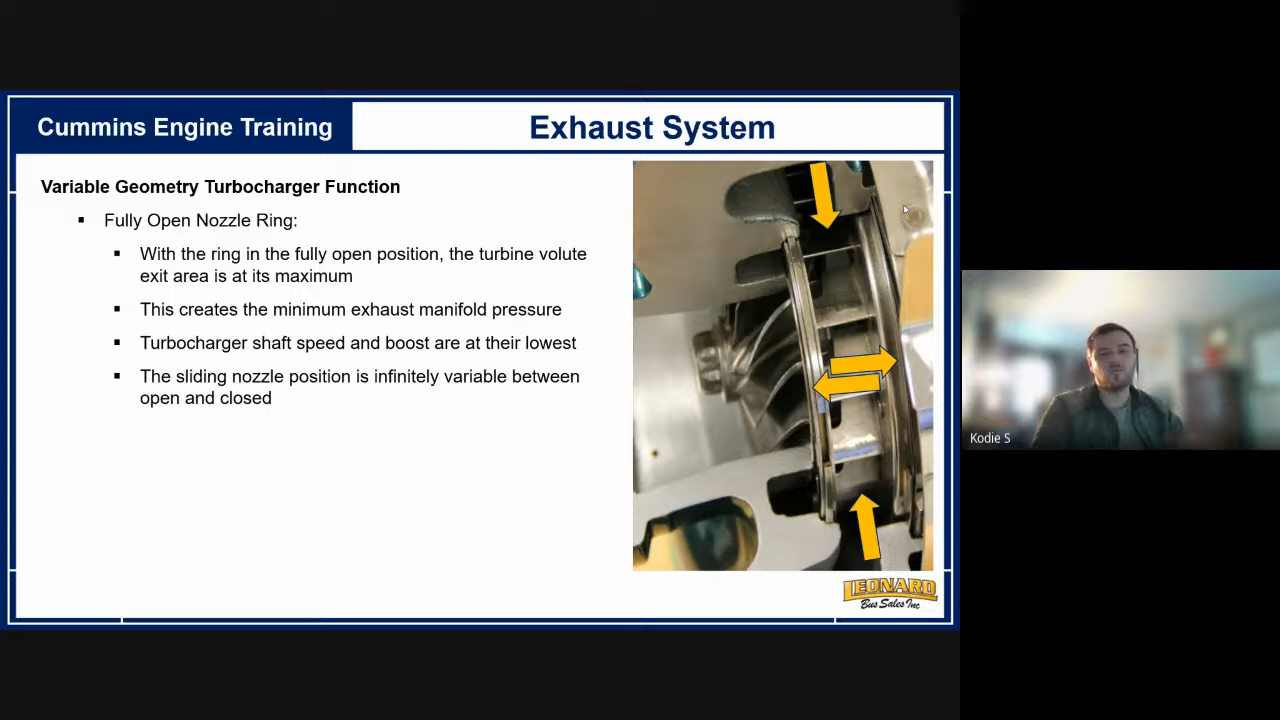 Cummins Engine Training
Exhaust System
Variable Geometry Turbocharger Function
▪ Fully Open Nozzle Ring:
▪ With the ring in the fully open position, the turbine volute
exit area is at its maximum
▪ This creates the minimum exhaust manifold pressure
▪ Turbocharger shaft speed and boost are at their lowest
▪ The sliding nozzle position is infinitely variable between
open and closed
LEONARD
Bus Sales Inc
Kodie S